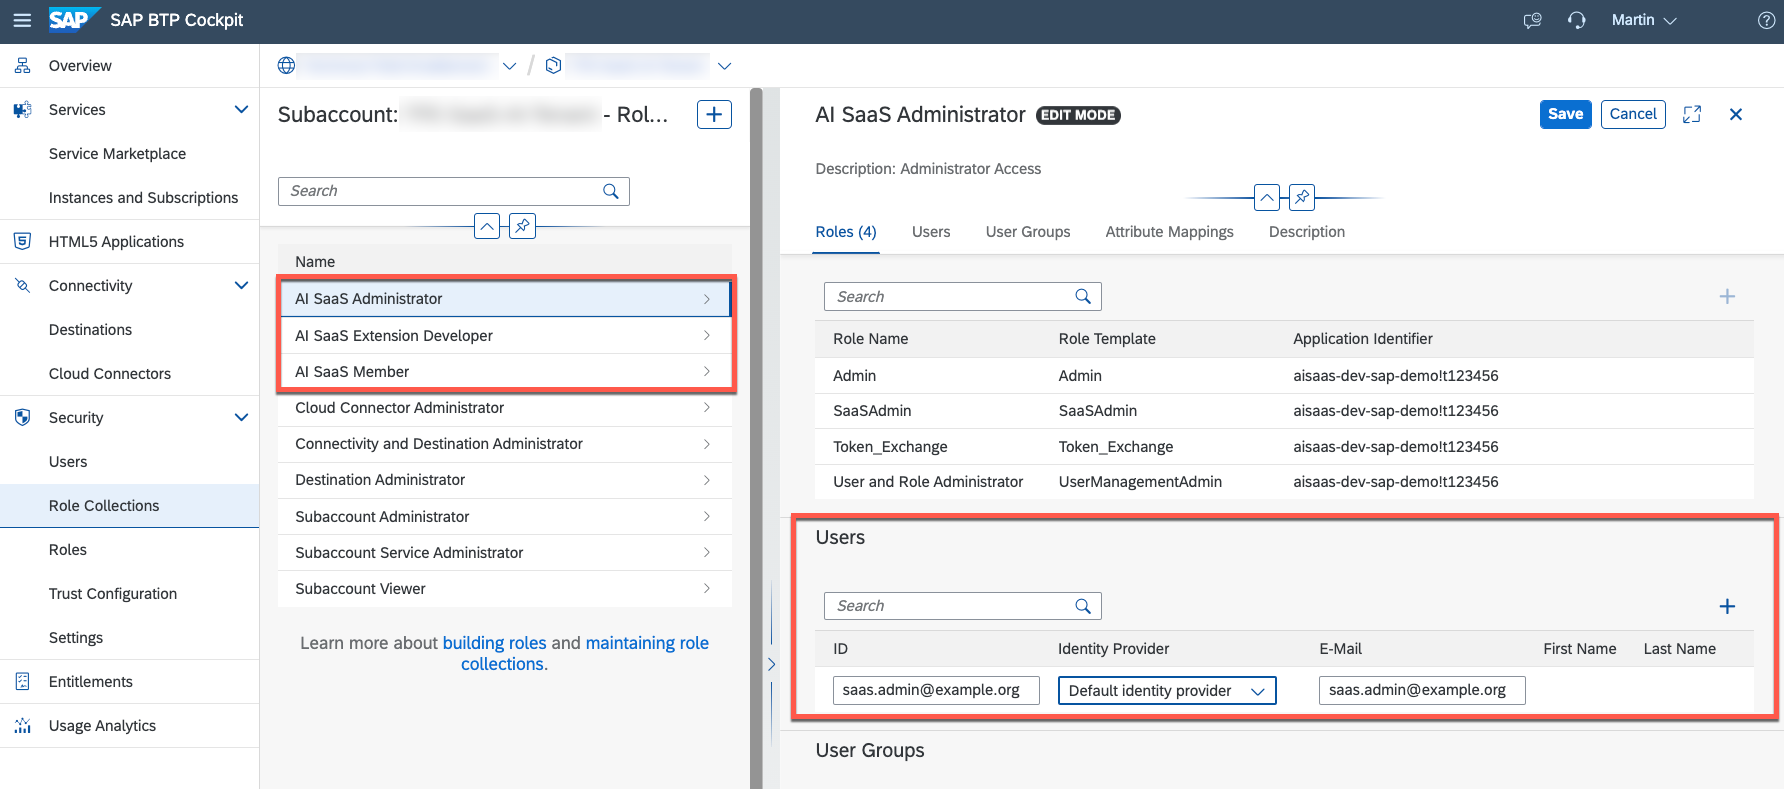 SAP SAP BTP Cockpit
Martin
Overview
Services
Service Marketplace
Instances and Subscriptions
HTML5 Applications
Connectivity
Destinations
Cloud Connectors
Security
Users
Role Collections
Roles
Trust Configuration
Settings
Entitlements
Usage Analytics
/
Subaccount: - Rol...
Search
Name
AI SaaS Administrator
AI SaaS Extension Developer
AI SaaS Member
Cloud Connector Administrator
Connectivity and Destination Administrator
Destination Administrator
Subaccount Administrator
Subaccount Service Administrator
Subaccount Viewer
Learn more about building roles and maintaining role
collections.
AI SaaS Administrator EDIT MODE
Save Cancel
Description: Administrator Access
Roles (4) Users User Groups Attribute Mappings Description
Search
Role Name Role Template Application Identifier
Admin Admin aisaas-dev-sap-demo!t123456
SaaSAdmin SaaSAdmin aisaas-dev-sap-demo!t123456
Token_Exchange Token_Exchange aisaas-dev-sap-demo!t123456
User and Role Administrator UserManagementAdmin aisaas-dev-sap-demo!t123456
Users
Search
ID Identity Provider E-Mail First Name Last Name
saas.admin@example.org Default identity provider saas.admin@example.org
User Groups